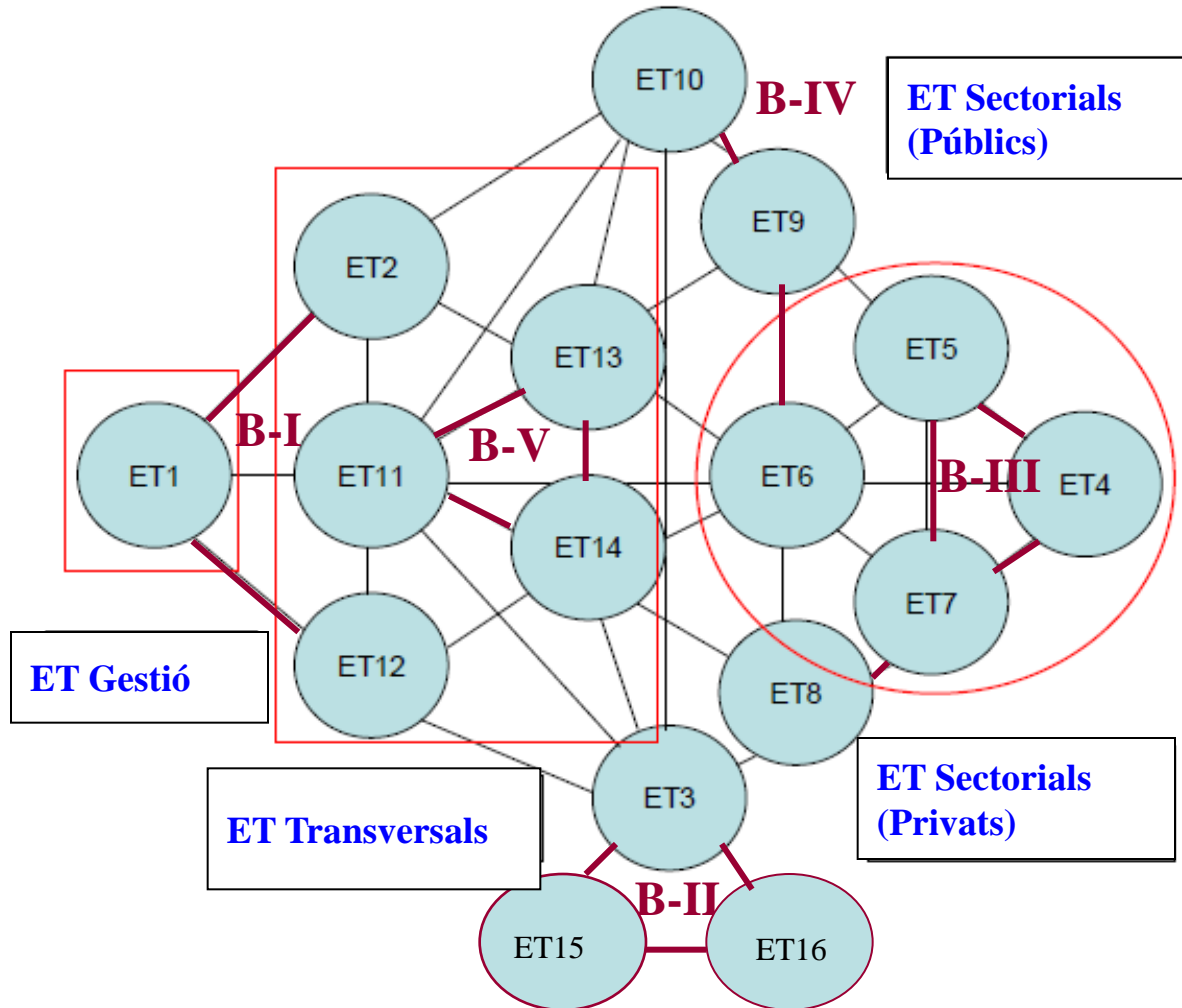 ET10
B-IV
ET Sectorials
(Públics)
ET9
ET2
ET13
ET5
B-I
B-V
ET1
ET11
ET6
B-III
ET4
ET14
ET7
ET Gestió
ET12
ET8
ET3
ET Sectorials
(Privats)
ET Transversals
B-II
ET15
ET16